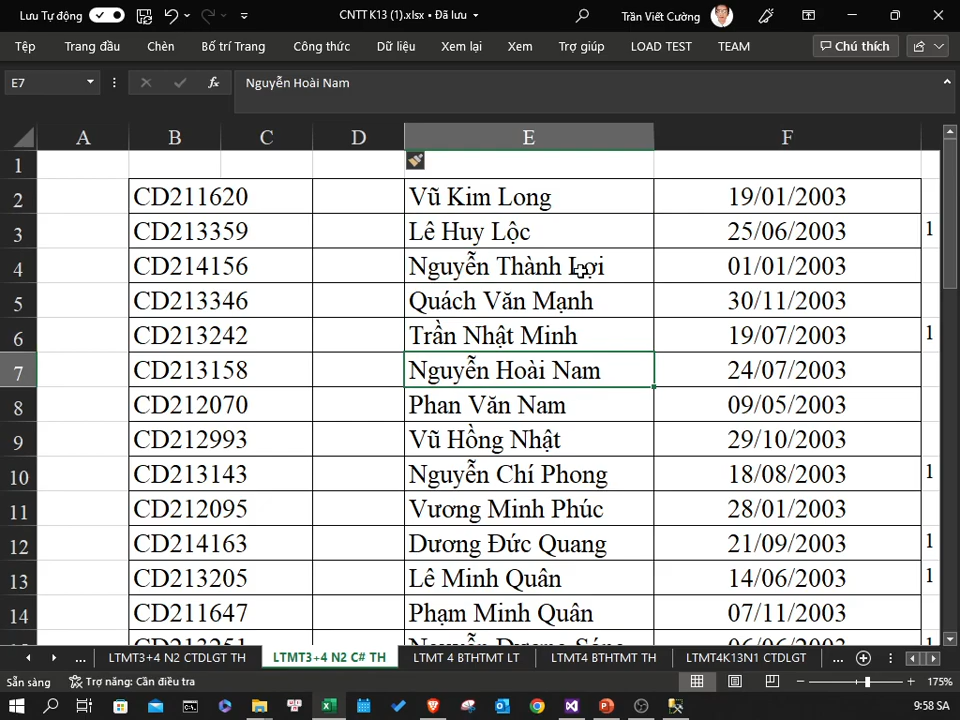 Lưu Tự động CNTT K13 (1).xlsx • Đã lưu Trần Viết Cường
Tệp Trang đầu Chèn Bố trí Trang Công thức Dữ liệu Xem lại Xem Trợ giúp LOAD TEST TEAM Chú thích
E7 fx Nguyễn Hoài Nam
A B C D E F
1
2 CD211620 Vũ Kim Long 19/01/2003
3 CD213359 Lê Huy Lộc 25/06/2003 1
4 CD214156 Nguyễn Thành Lợi 01/01/2003
5 CD213346 Quách Văn Mạnh 30/11/2003
6 CD213242 Trần Nhật Minh 19/07/2003 1
7 CD213158 Nguyễn Hoài Nam 24/07/2003
8 CD212070 Phan Văn Nam 09/05/2003
9 CD212993 Vũ Hồng Nhật 29/10/2003
10 CD213143 Nguyễn Chí Phong 18/08/2003 1
11 CD212095 Vương Minh Phúc 28/01/2003
12 CD214163 Dương Đức Quang 21/09/2003 1
13 CD213205 Lê Minh Quân 14/06/2003 1
14 CD211647 Phạm Minh Quân 07/11/2003
... LTMT3+4 N2 CTDLGT TH LTMT3+4 N2 C# TH LTMT 4 BTHTMT LT LTMT4 BTHTMT TH LTMT4K13N1 CTDLGT ...
Sẵn sàng Trợ năng: Cần điều tra 175%
9:58 SA